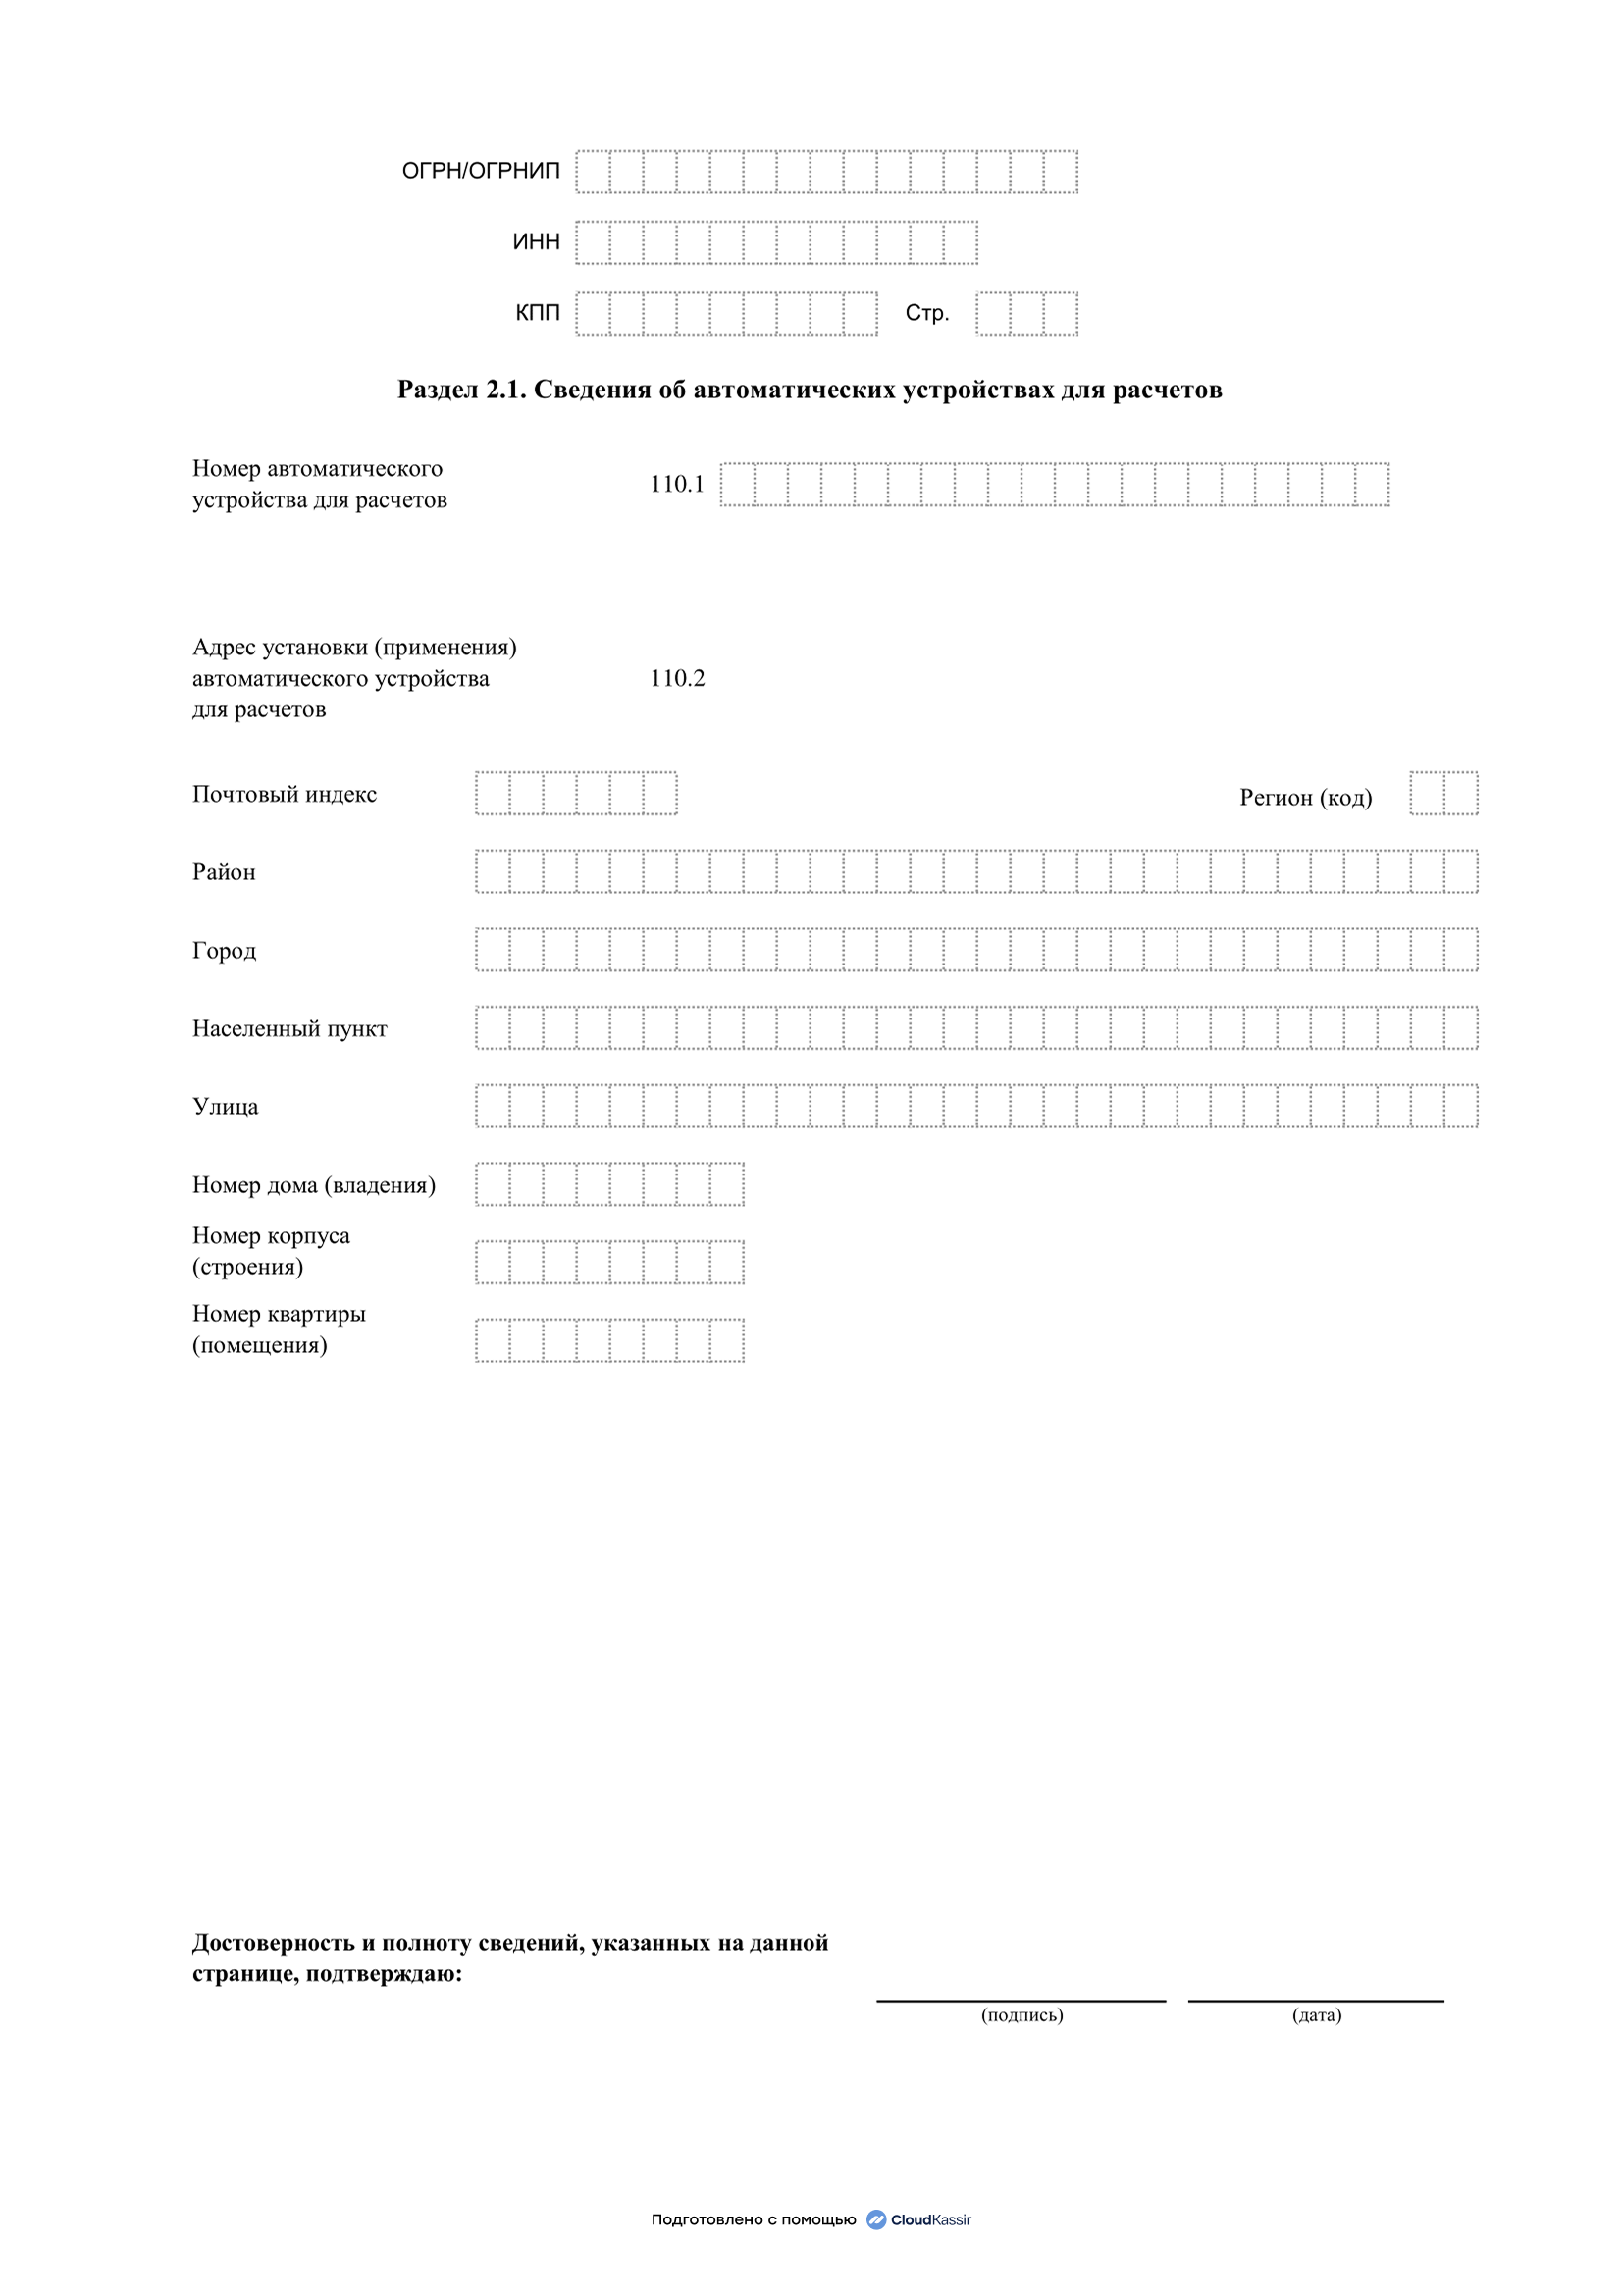 ОГРН/ОГРНИП
ИНН
КПП Стр.
Раздел 2.1. Сведения об автоматических устройствах для расчетов
Номер автоматического
устройства для расчетов
110.1
Адрес установки (применения)
автоматического устройства
для расчетов
110.2
Почтовый индекс Регион (код)
Район
Город
Населенный пункт
Улица
Номер дома (владения)
Номер корпуса
(строения)
Номер квартиры
(помещения)
Достоверность и полноту сведений, указанных на данной
странице, подтверждаю:
(подпись) (дата)
Подготовлено с помощью CloudKassir